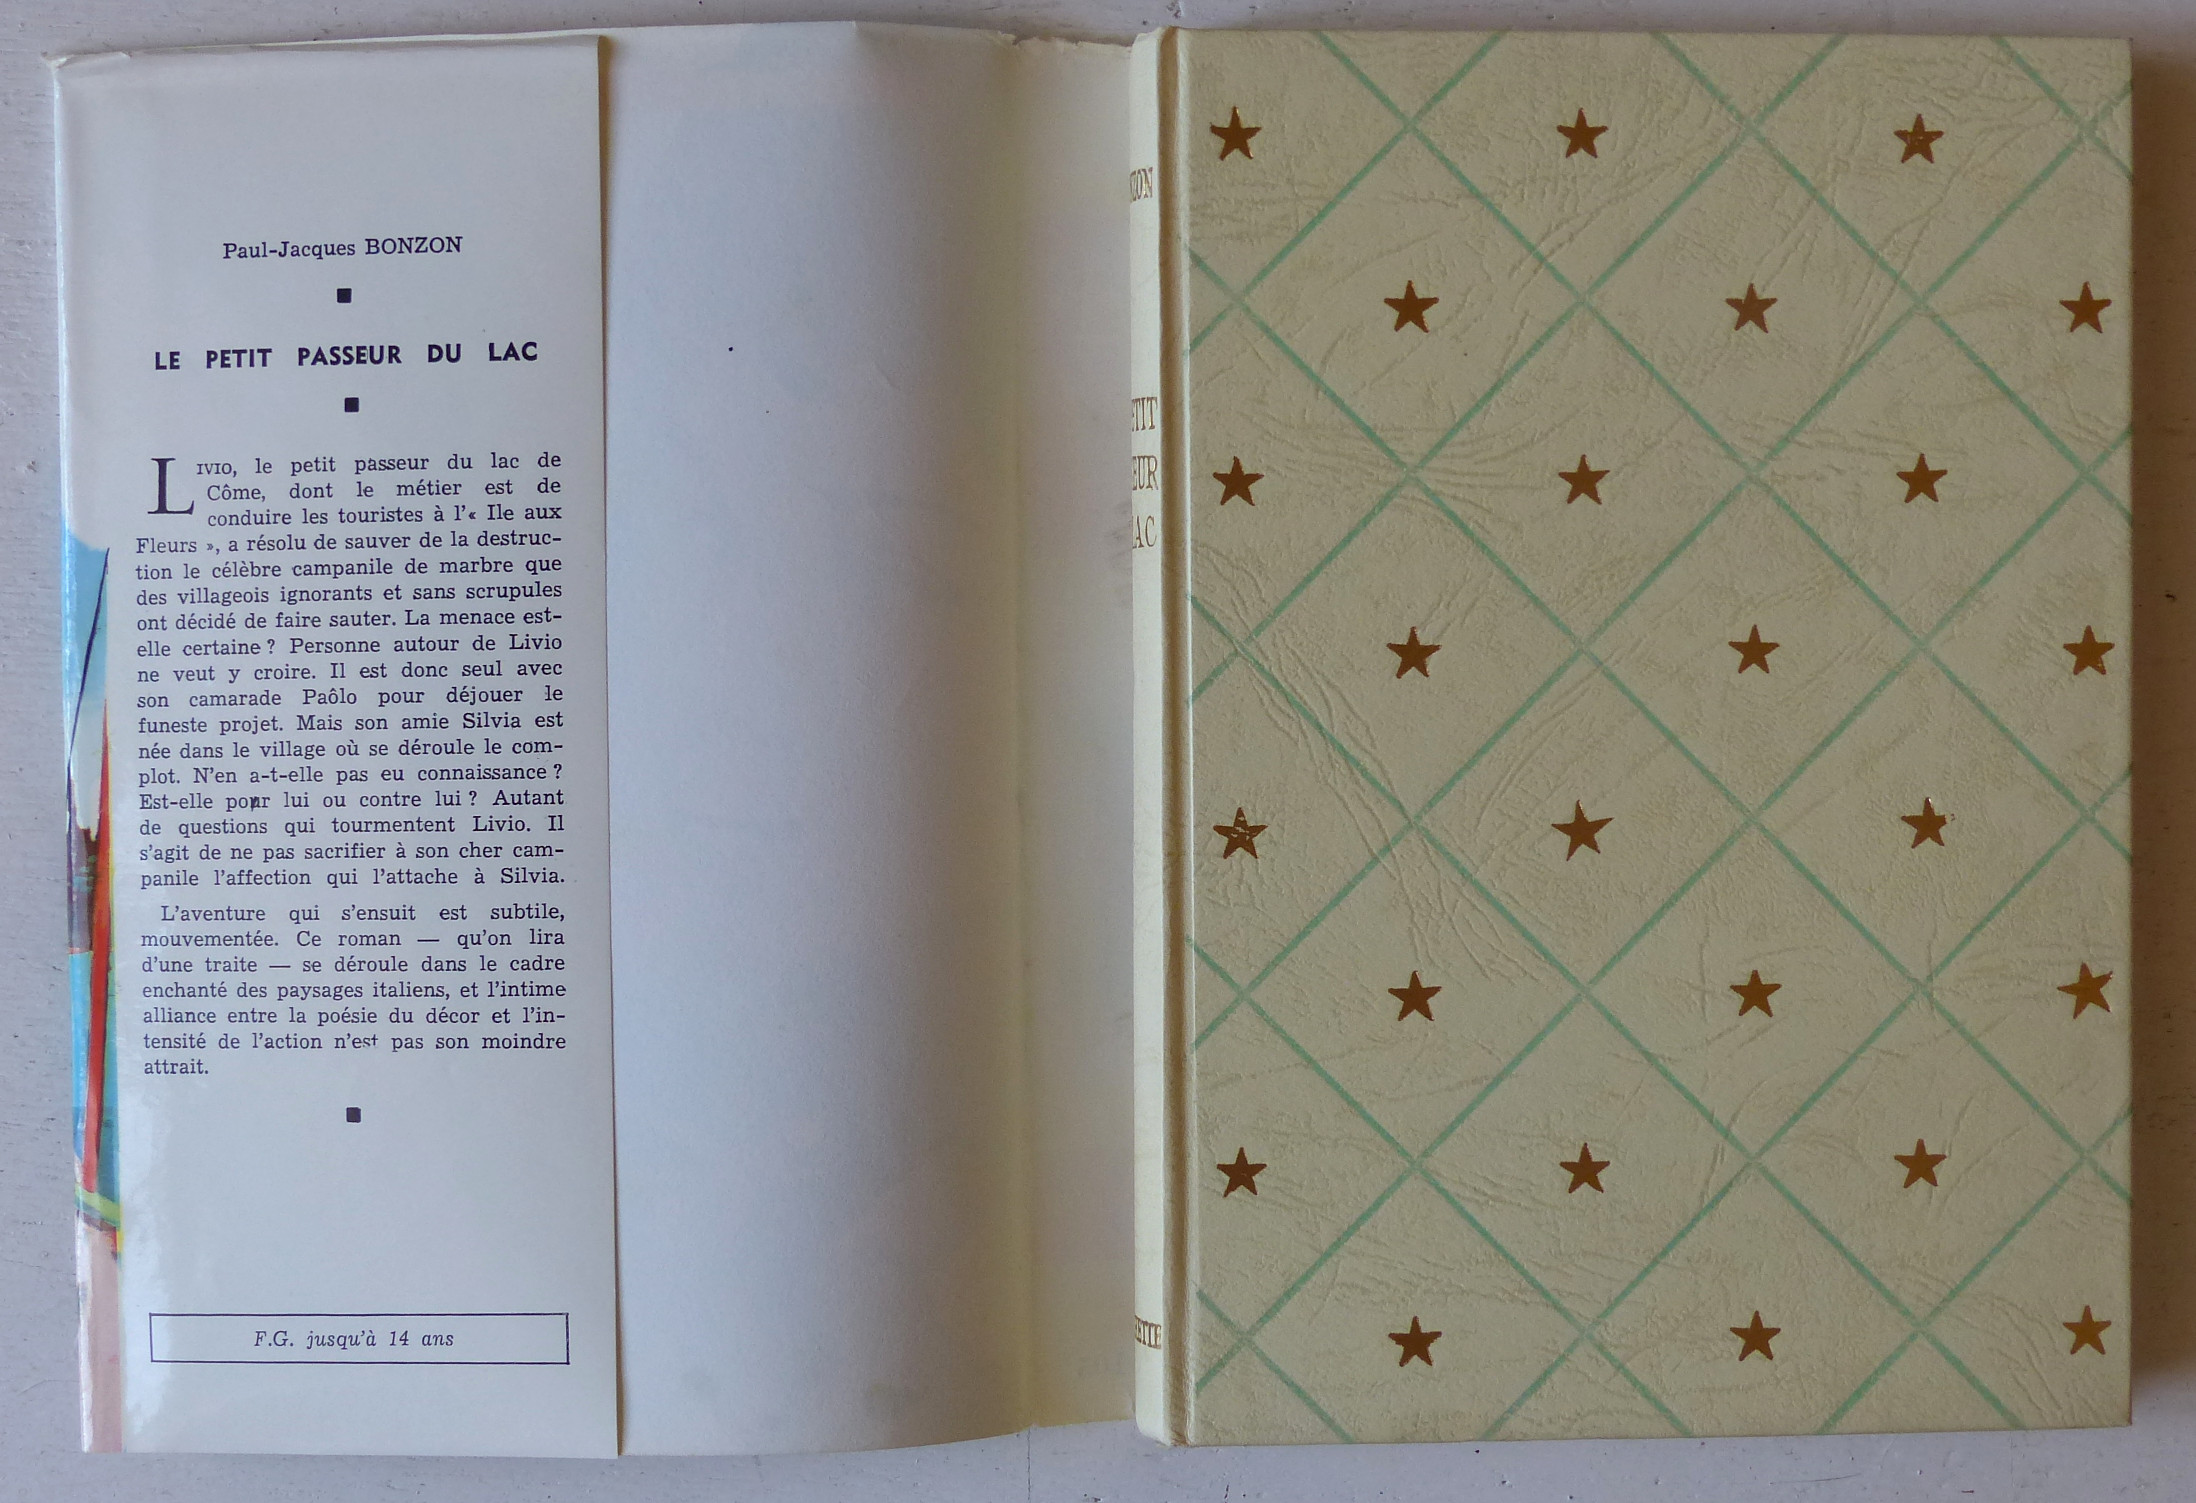 Paul-Jacques BONZON
LE PETIT PASSEUR DU LAC
LIVIO, le petit passeur du lac de
Côme, dont le métier est de
conduire les touristes à l'« Ile aux
Fleurs », a résolu de sauver de la destruc-
tion le célèbre campanile de marbre que
des villageois ignorants et sans scrupules
ont décidé de faire sauter. La menace est-
elle certaine ? Personne autour de Livio
ne veut y croire. Il est donc seul avec
son camarade Paôlo pour déjouer le
funeste projet. Mais son amie Silvia est
née dans le village où se déroule le com-
plot. N'en a-t-elle pas eu connaissance ?
Est-elle pour lui ou contre lui ? Autant
de questions qui tourmentent Livio. Il
s'agit de ne pas sacrifier à son cher cam-
panile l'affection qui l'attache à Silvia.
L'aventure qui s'ensuit est subtile,
mouvementée. Ce roman — qu'on lira
d'une traite — se déroule dans le cadre
enchanté des paysages italiens, et l'intime
alliance entre la poésie du décor et l'in-
tensité de l'action n'est pas son moindre
attrait.
F.G. jusqu'à 14 ans
ZON
ETIT
EUR
LAC
ETTE